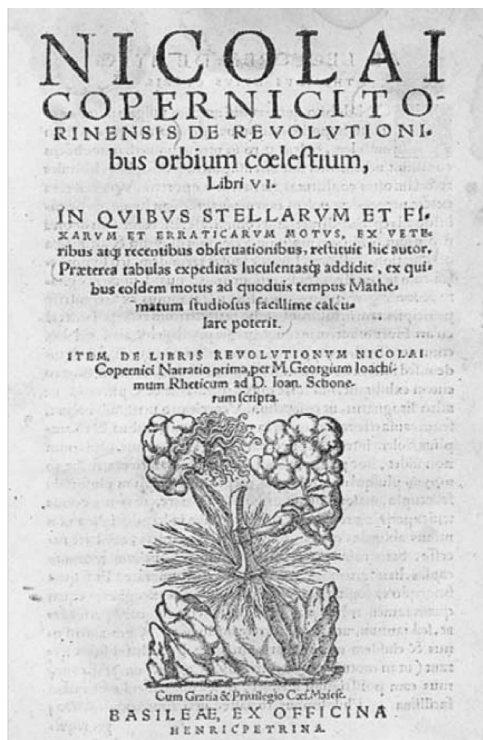 NICOLAI
COPERNICI TO-
RINENSIS DE REVOLVTIONI-
bus orbium cœlestium,
Libri VI.
IN QVIBVS STELLARVM ET FI-
XARVM ET ERRATICARVM MOTVS, EX VETE-
ribus atq; recentibus obseruationibus, restituit hic autor.
Præterea tabulas expeditas luculentasq; addidit, ex qui-
bus eosdem motus ad quoduis tempus Mathe-
matum studiosus facillime calcu-
lare poterit.
ITEM, DE LIBRIS REVOLVTIONVM NICOLAI
Copernici Narratio prima, per M. Georgium Ioachi-
mum Rheticum ad D. Ioan. Schone-
rum scripta.
Cum Gratia & Privilegio Cæs. Maiest.
BASILEAE, EX OFFICINA
HENRICPETRINA.